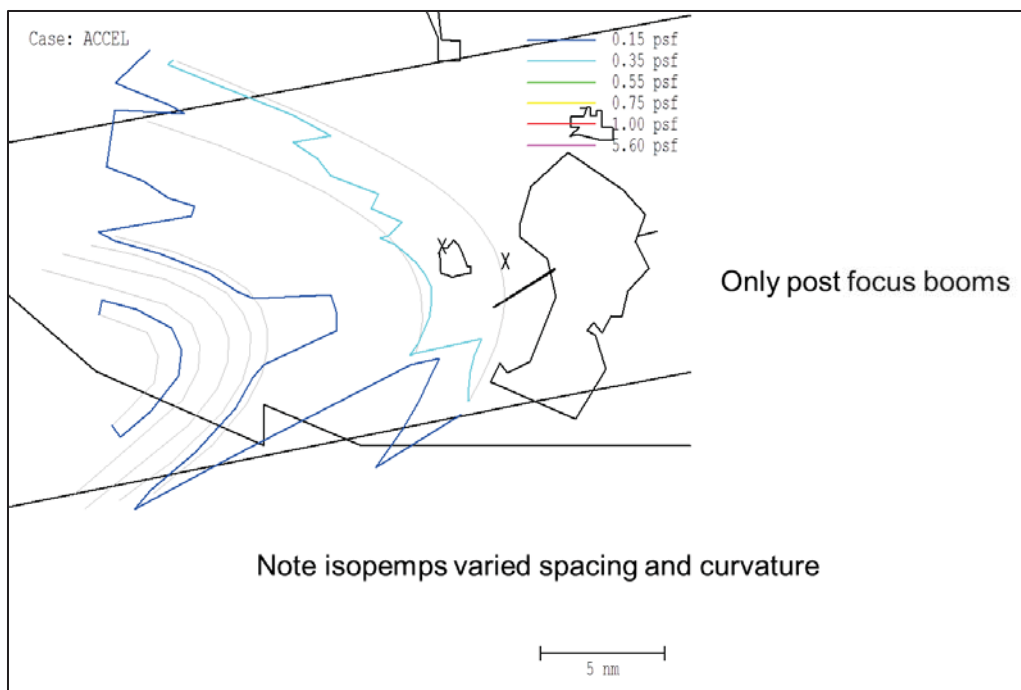 Case: ACCEL
0.15 psf
0.35 psf
0.55 psf
0.75 psf
1.00 psf
5.60 psf
X
X
Only post focus booms
Note isopemps varied spacing and curvature
5 nm